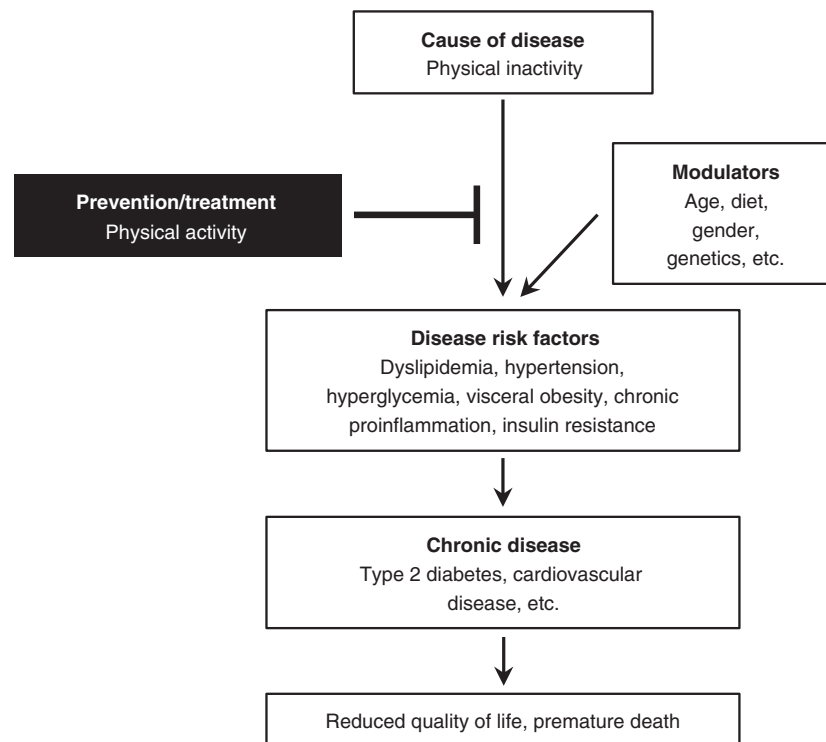 Cause of disease
Physical inactivity
Prevention/treatment
Physical activity
Modulators
Age, diet,
gender,
genetics, etc.
Disease risk factors
Dyslipidemia, hypertension,
hyperglycemia, visceral obesity, chronic
proinflammation, insulin resistance
Chronic disease
Type 2 diabetes, cardiovascular
disease, etc.
Reduced quality of life, premature death